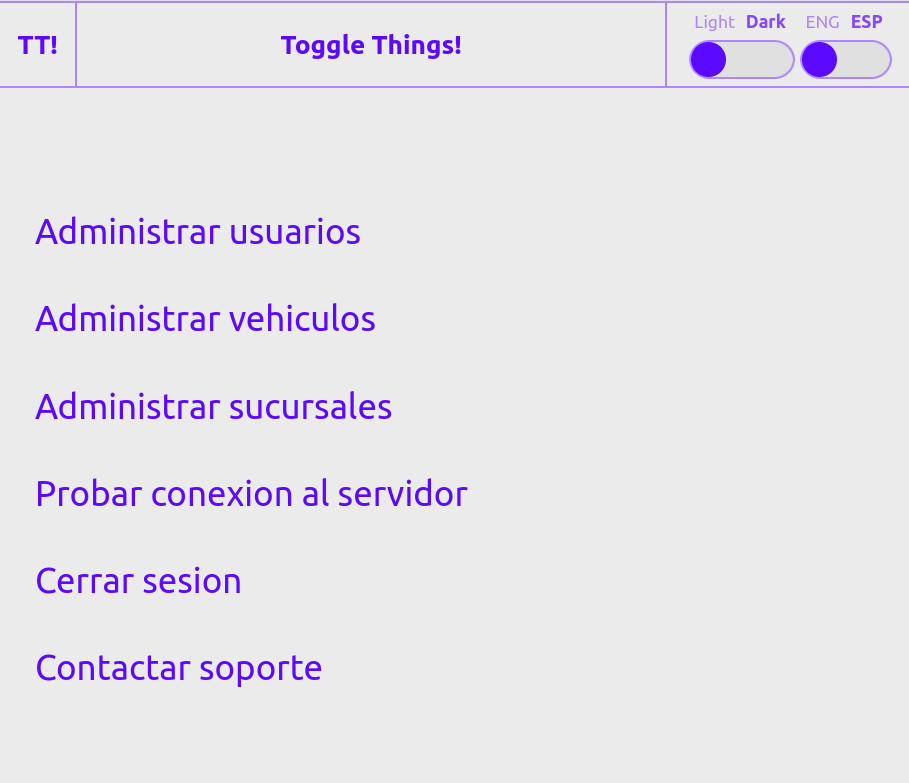 TT!
Toggle Things!
Light Dark
ENG ESP
Administrar usuarios
Administrar vehiculos
Administrar sucursales
Probar conexion al servidor
Cerrar sesion
Contactar soporte